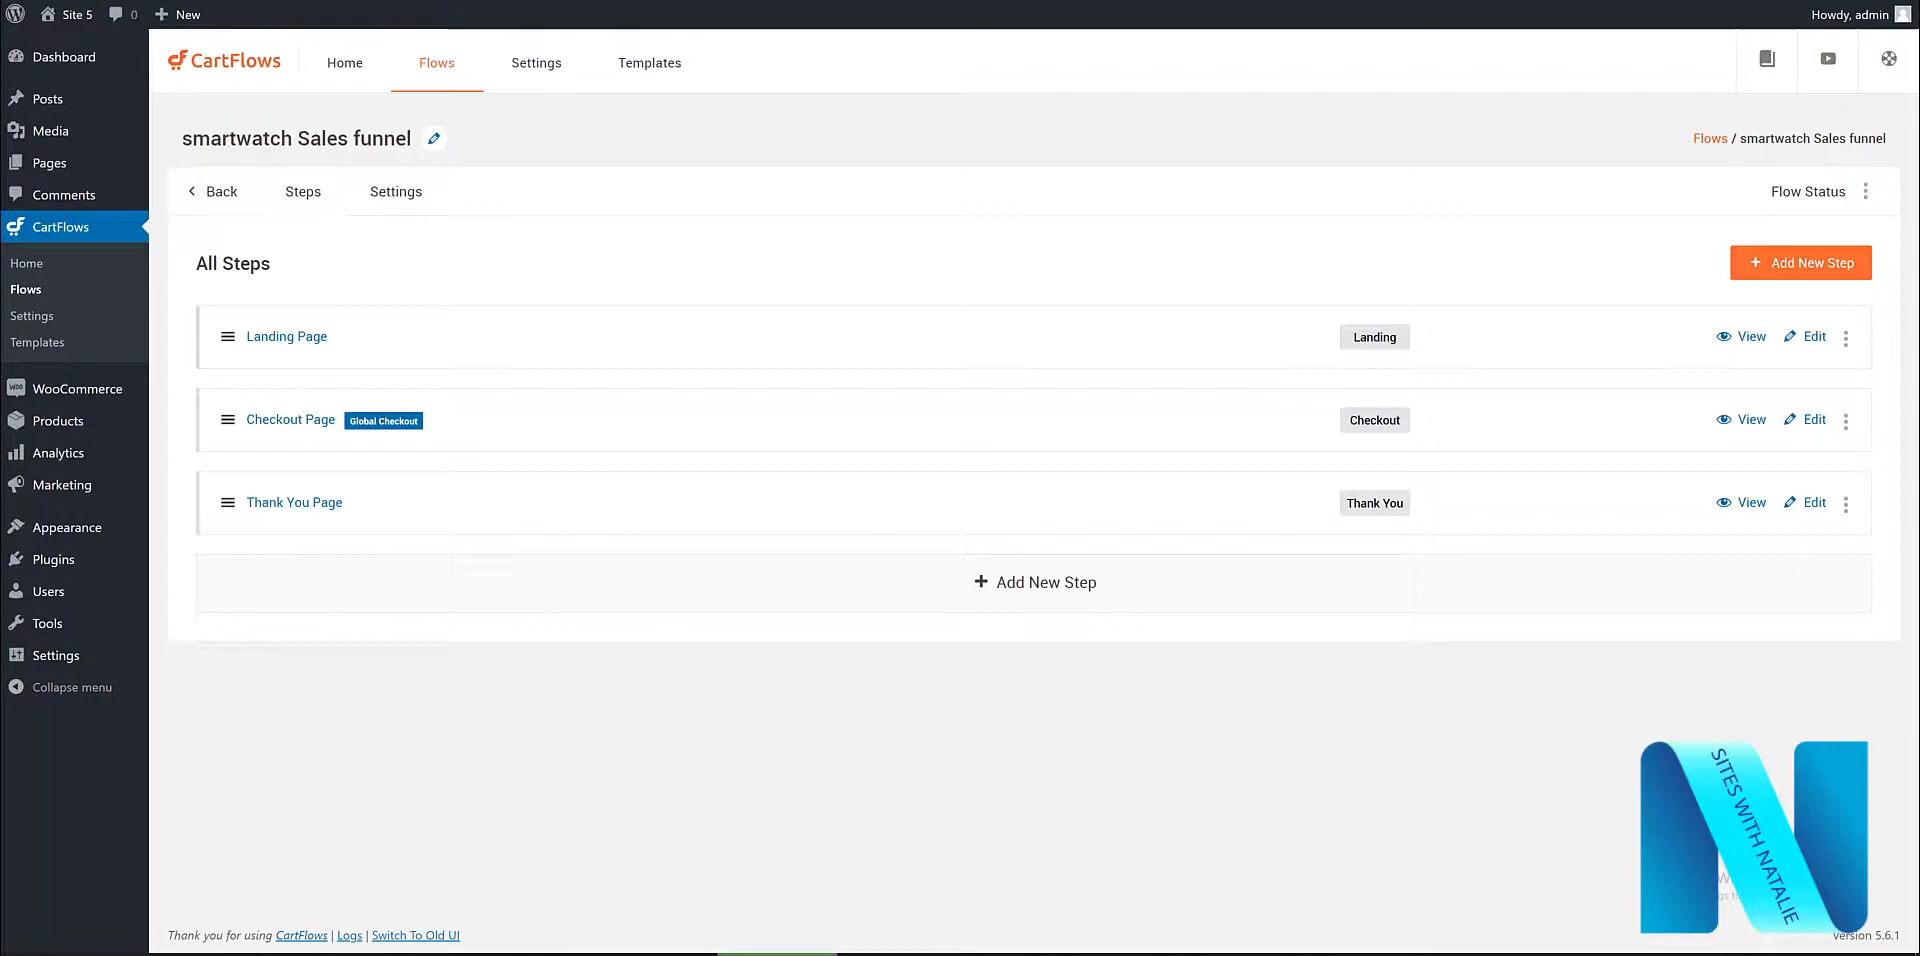 Site 5
0
New
Howdy, admin
Dashboard
Posts
Media
Pages
Comments
CartFlows
Home
Flows
Settings
Templates
WooCommerce
Products
Analytics
Marketing
Appearance
Plugins
Users
Tools
Settings
Collapse menu
CartFlows
Home
Flows
Settings
Templates
smartwatch Sales funnel
Flows / smartwatch Sales funnel
Back
Steps
Settings
Flow Status
All Steps
+ Add New Step
Landing Page
Landing
View
Edit
Checkout Page
Global Checkout
Checkout
View
Edit
Thank You Page
Thank You
View
Edit
+ Add New Step
SITES WITH NATALIE
Thank you for using CartFlows | Logs | Switch To Old UI
Version 5.6.1